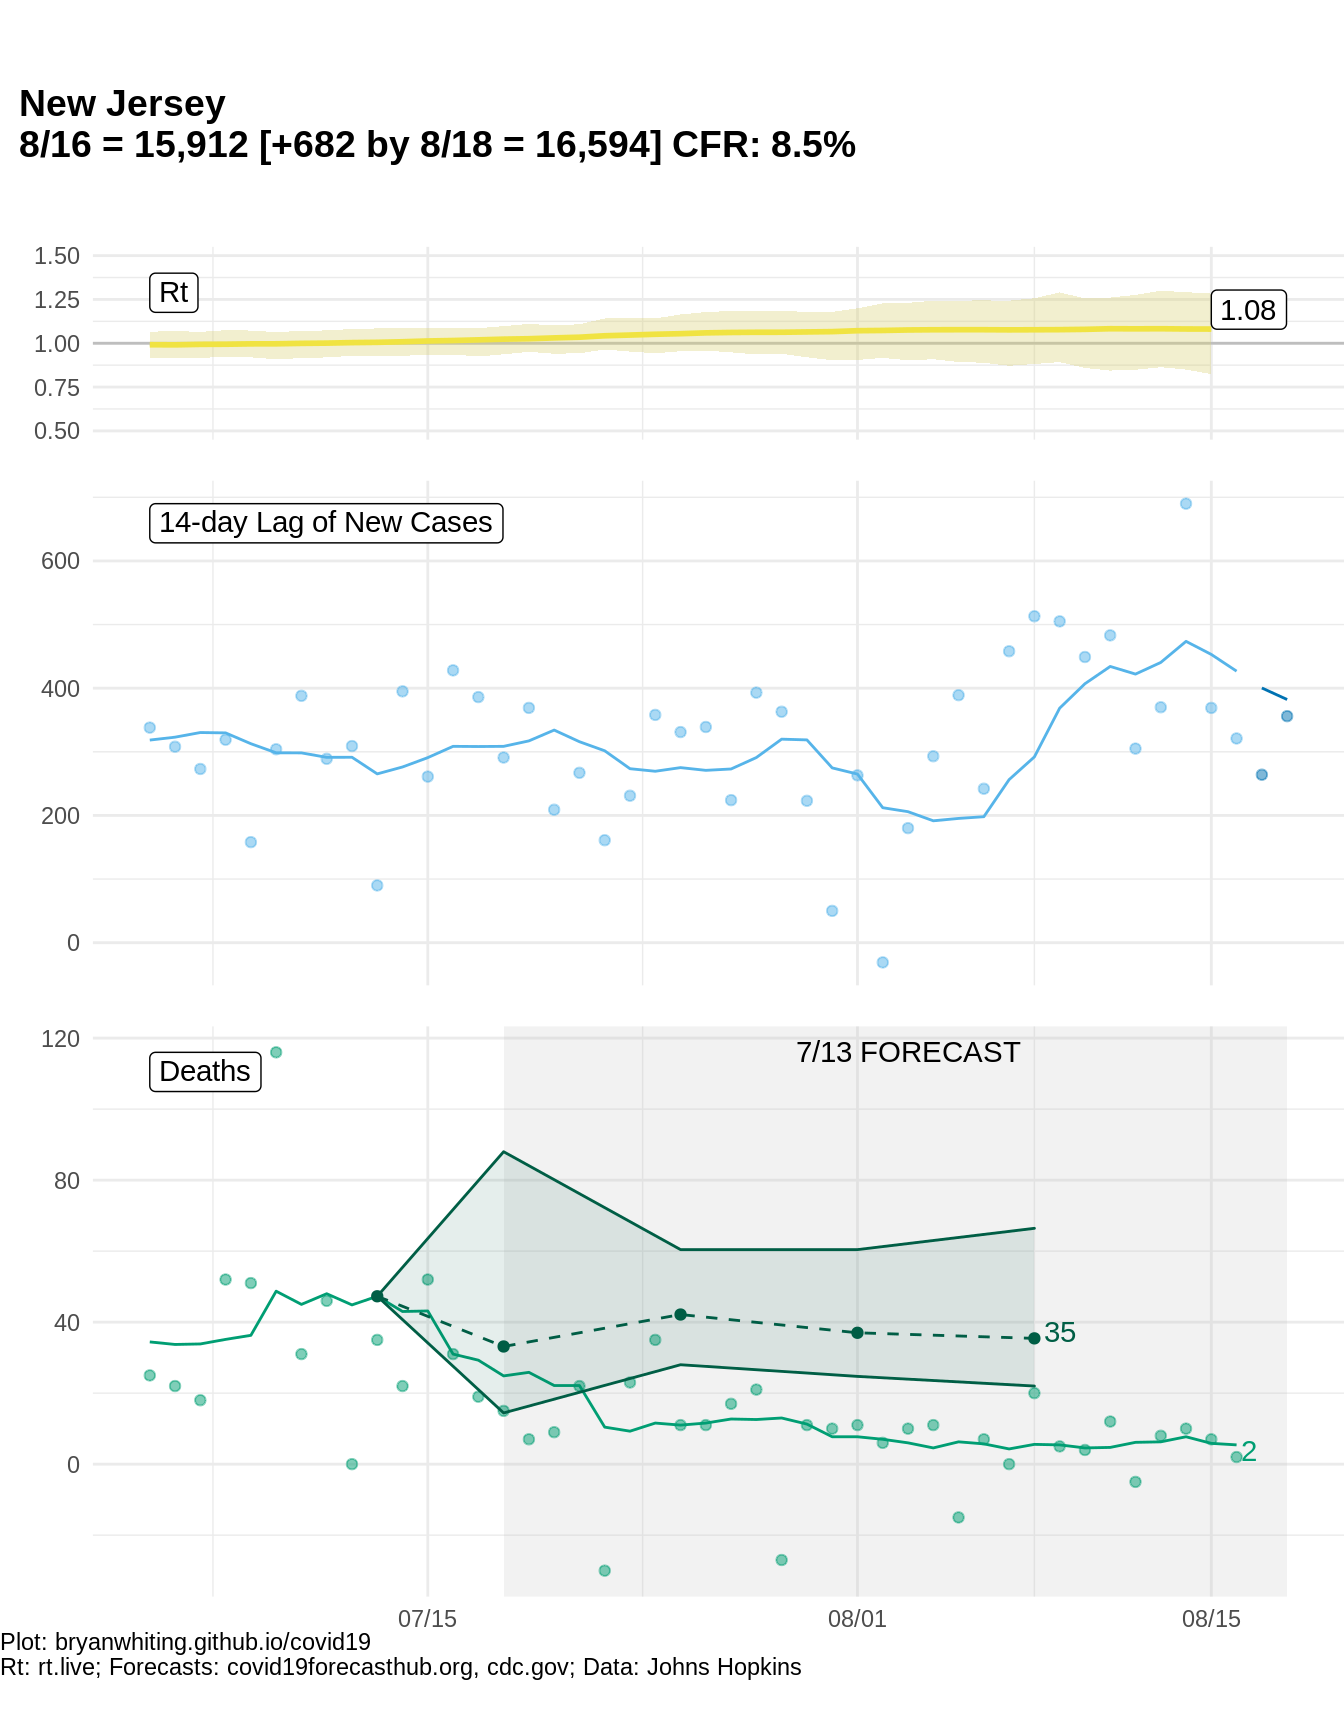 New Jersey
8/16 = 15,912 [+682 by 8/18 = 16,594] CFR: 8.5%
1.50
1.25
1.00
0.75
0.50
Rt
1.08
14-day Lag of New Cases
600
400
200
0
120
80
40
0
Deaths
7/13 FORECAST
35
2
07/15
08/01
08/15
Plot: bryanwhiting.github.io/covid19
Rt: rt.live; Forecasts: covid19forecasthub.org, cdc.gov; Data: Johns Hopkins